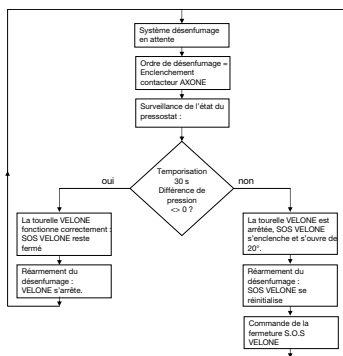 Système désenfumage
en attente
Ordre de désenfumage =
Enclenchement
contacteur AXONE
Surveillance de l'état du
pressostat :
Temporisation
30 s
Différence de
pression
<> 0 ?
oui
non
La tourelle VELONE
fonctionne correctement :
SOS VELONE reste
fermé
Réarmement du
désenfumage :
VELONE s'arrête.
La tourelle VELONE est
arrêtée, SOS VELONE
s'enclenche et s'ouvre de
20°.
Réarmement du
désenfumage :
SOS VELONE se
réinitialise
Commande de la
fermeture S.O.S
VELONE